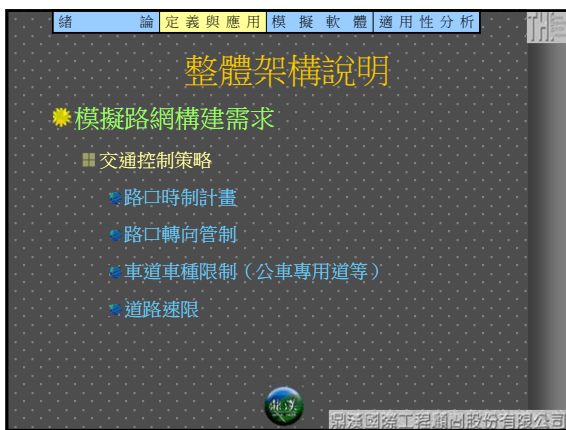 緒論 定義與應用 模擬軟體 適用性分析
THI
整體架構說明
模擬路網構建需求
交通控制策略
路口時制計畫
路口轉向管制
車道車種限制（公車專用道等）
道路速限
鼎漢
鼎漢國際工程顧問股份有限公司